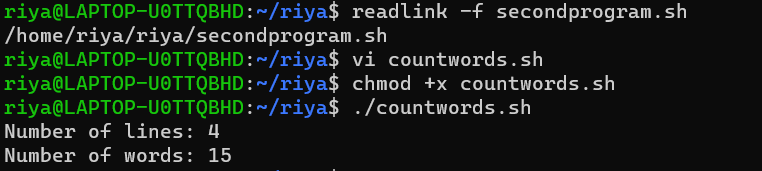 riya@LAPTOP-U0TTQBHD:~/riya$ readlink -f secondprogram.sh
/home/riya/riya/secondprogram.sh
riya@LAPTOP-U0TTQBHD:~/riya$ vi countwords.sh
riya@LAPTOP-U0TTQBHD:~/riya$ chmod +x countwords.sh
riya@LAPTOP-U0TTQBHD:~/riya$ ./countwords.sh
Number of lines: 4
Number of words: 15